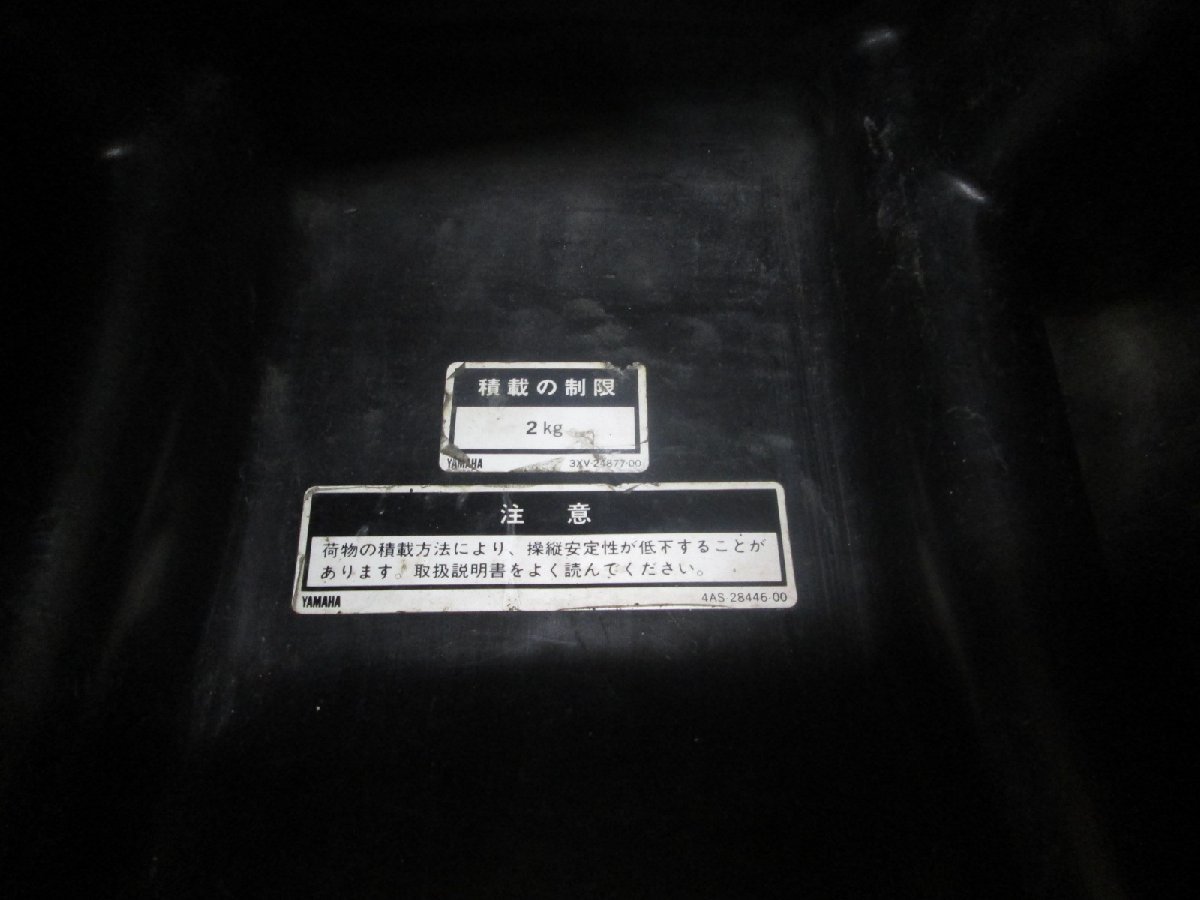 積載の制限
2kg
YAMAHA 3XV-24877-00
注 意
荷物の積載方法により、操縦安定性が低下することが
あります。取扱説明書をよく読んでください。
YAMAHA 4AS-28446-00